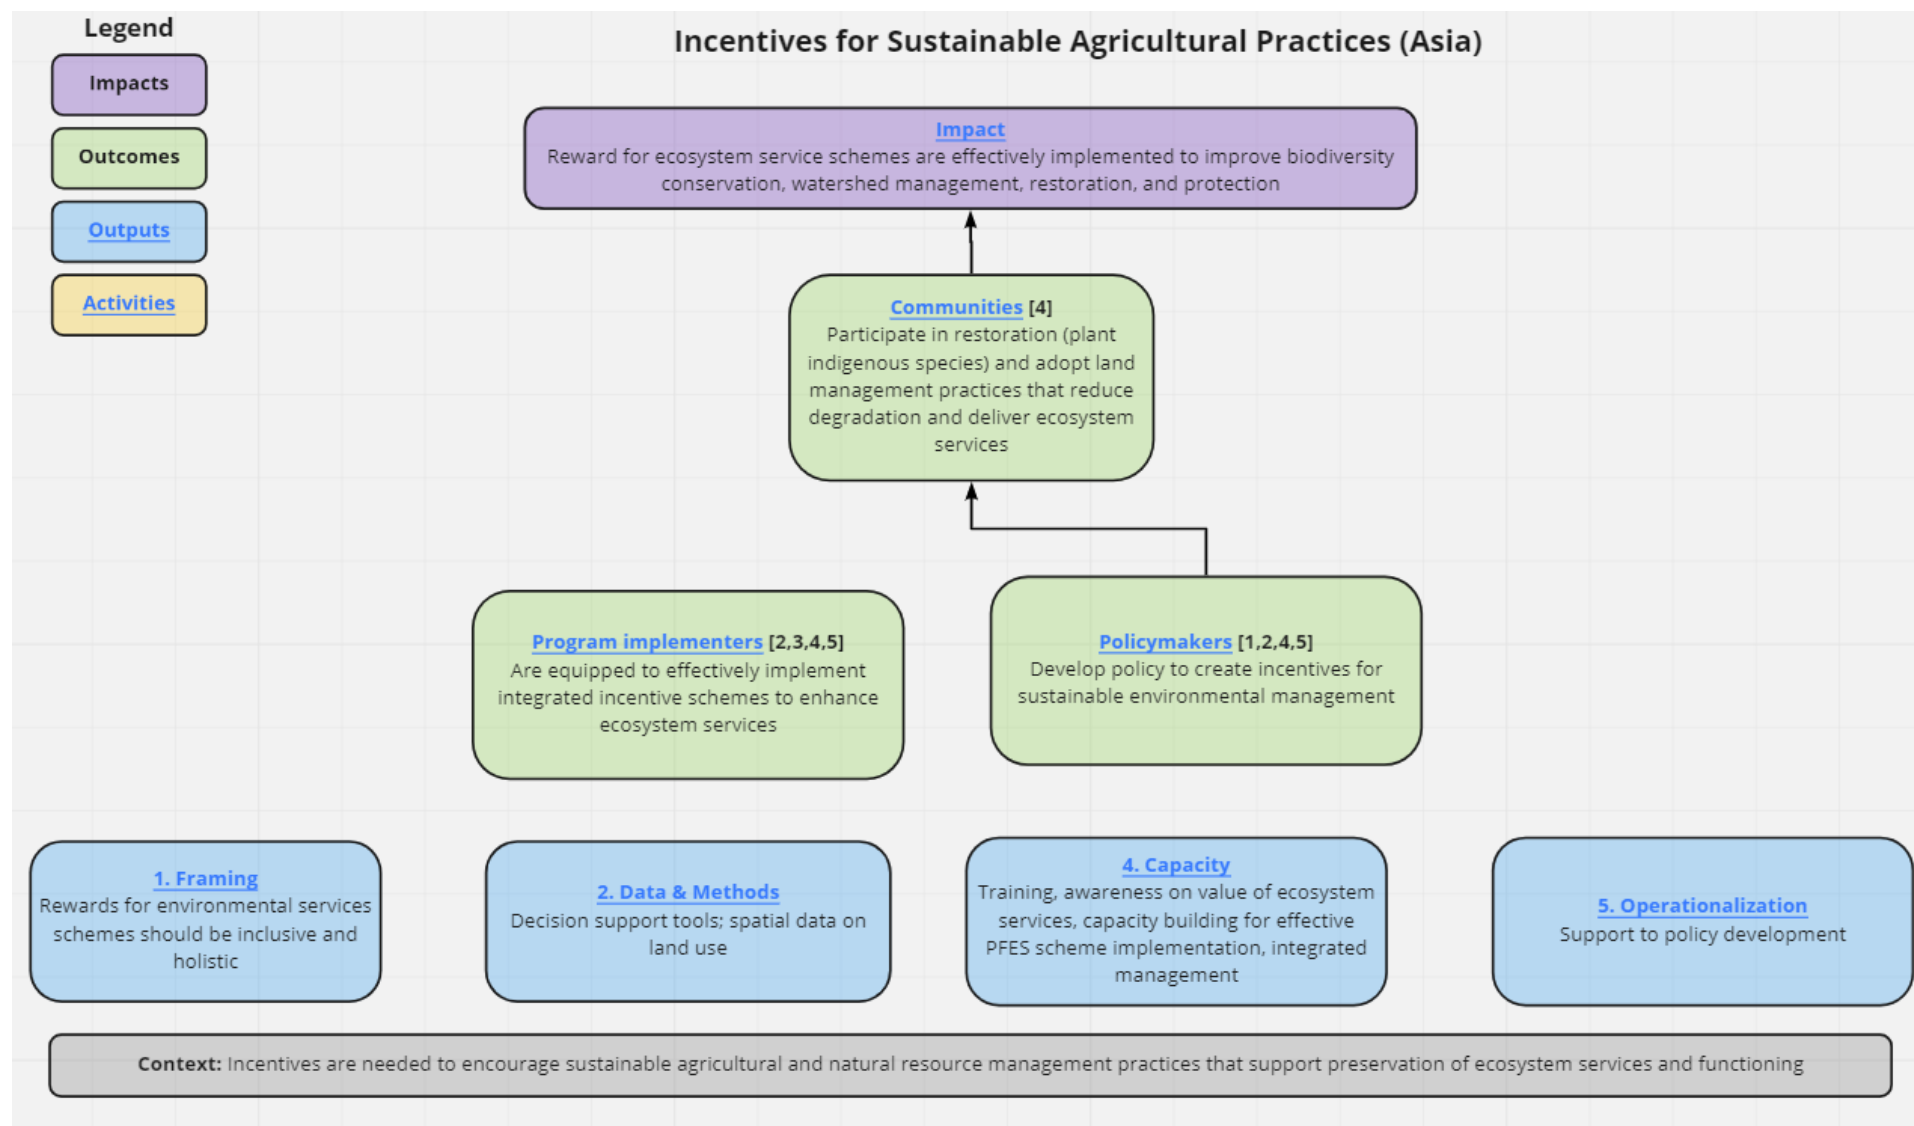 Legend
Impacts
Outcomes
Outputs
Activities
Incentives for Sustainable Agricultural Practices (Asia)
Impact
Reward for ecosystem service schemes are effectively implemented to improve biodiversity
conservation, watershed management, restoration, and protection
Communities [4]
Participate in restoration (plant
indigenous species) and adopt land
management practices that reduce
degradation and deliver ecosystem
services
Program implementers [2,3,4,5]
Are equipped to effectively implement
integrated incentive schemes to enhance
ecosystem services
Policymakers [1,2,4,5]
Develop policy to create incentives for
sustainable environmental management
1. Framing
Rewards for environmental services
schemes should be inclusive and
holistic
2. Data & Methods
Decision support tools; spatial data on
land use
4. Capacity
Training, awareness on value of ecosystem
services, capacity building for effective
PFES scheme implementation, integrated
management
5. Operationalization
Support to policy development
Context: Incentives are needed to encourage sustainable agricultural and natural resource management practices that support preservation of ecosystem services and functioning